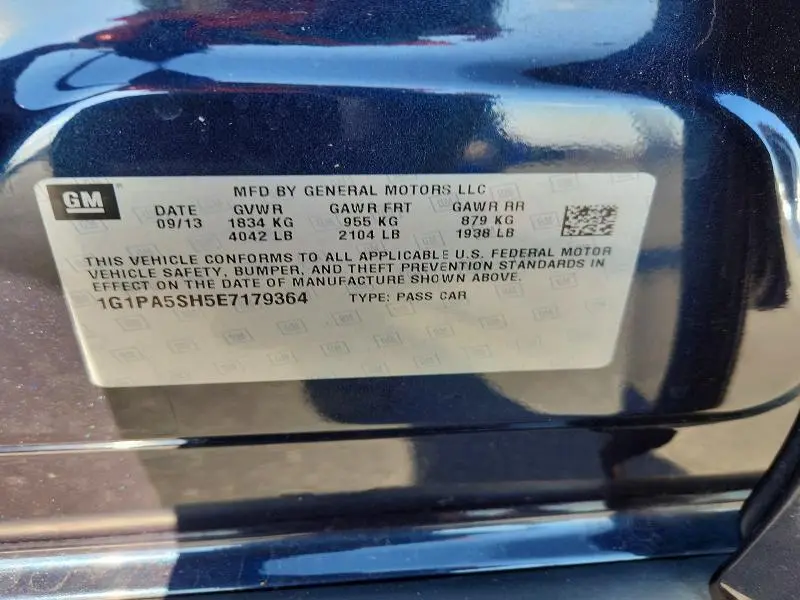 GM
MFD BY GENERAL MOTORS LLC
DATE GVWR GAWR FRT GAWR RR
09/13 1834 KG 955 KG 879 KG
4042 LB 2104 LB 1938 LB
THIS VEHICLE CONFORMS TO ALL APPLICABLE U.S. FEDERAL MOTOR
VEHICLE SAFETY, BUMPER, AND THEFT PREVENTION STANDARDS IN
EFFECT ON THE DATE OF MANUFACTURE SHOWN ABOVE.
1G1PA5SH5E7179364 TYPE: PASS CAR